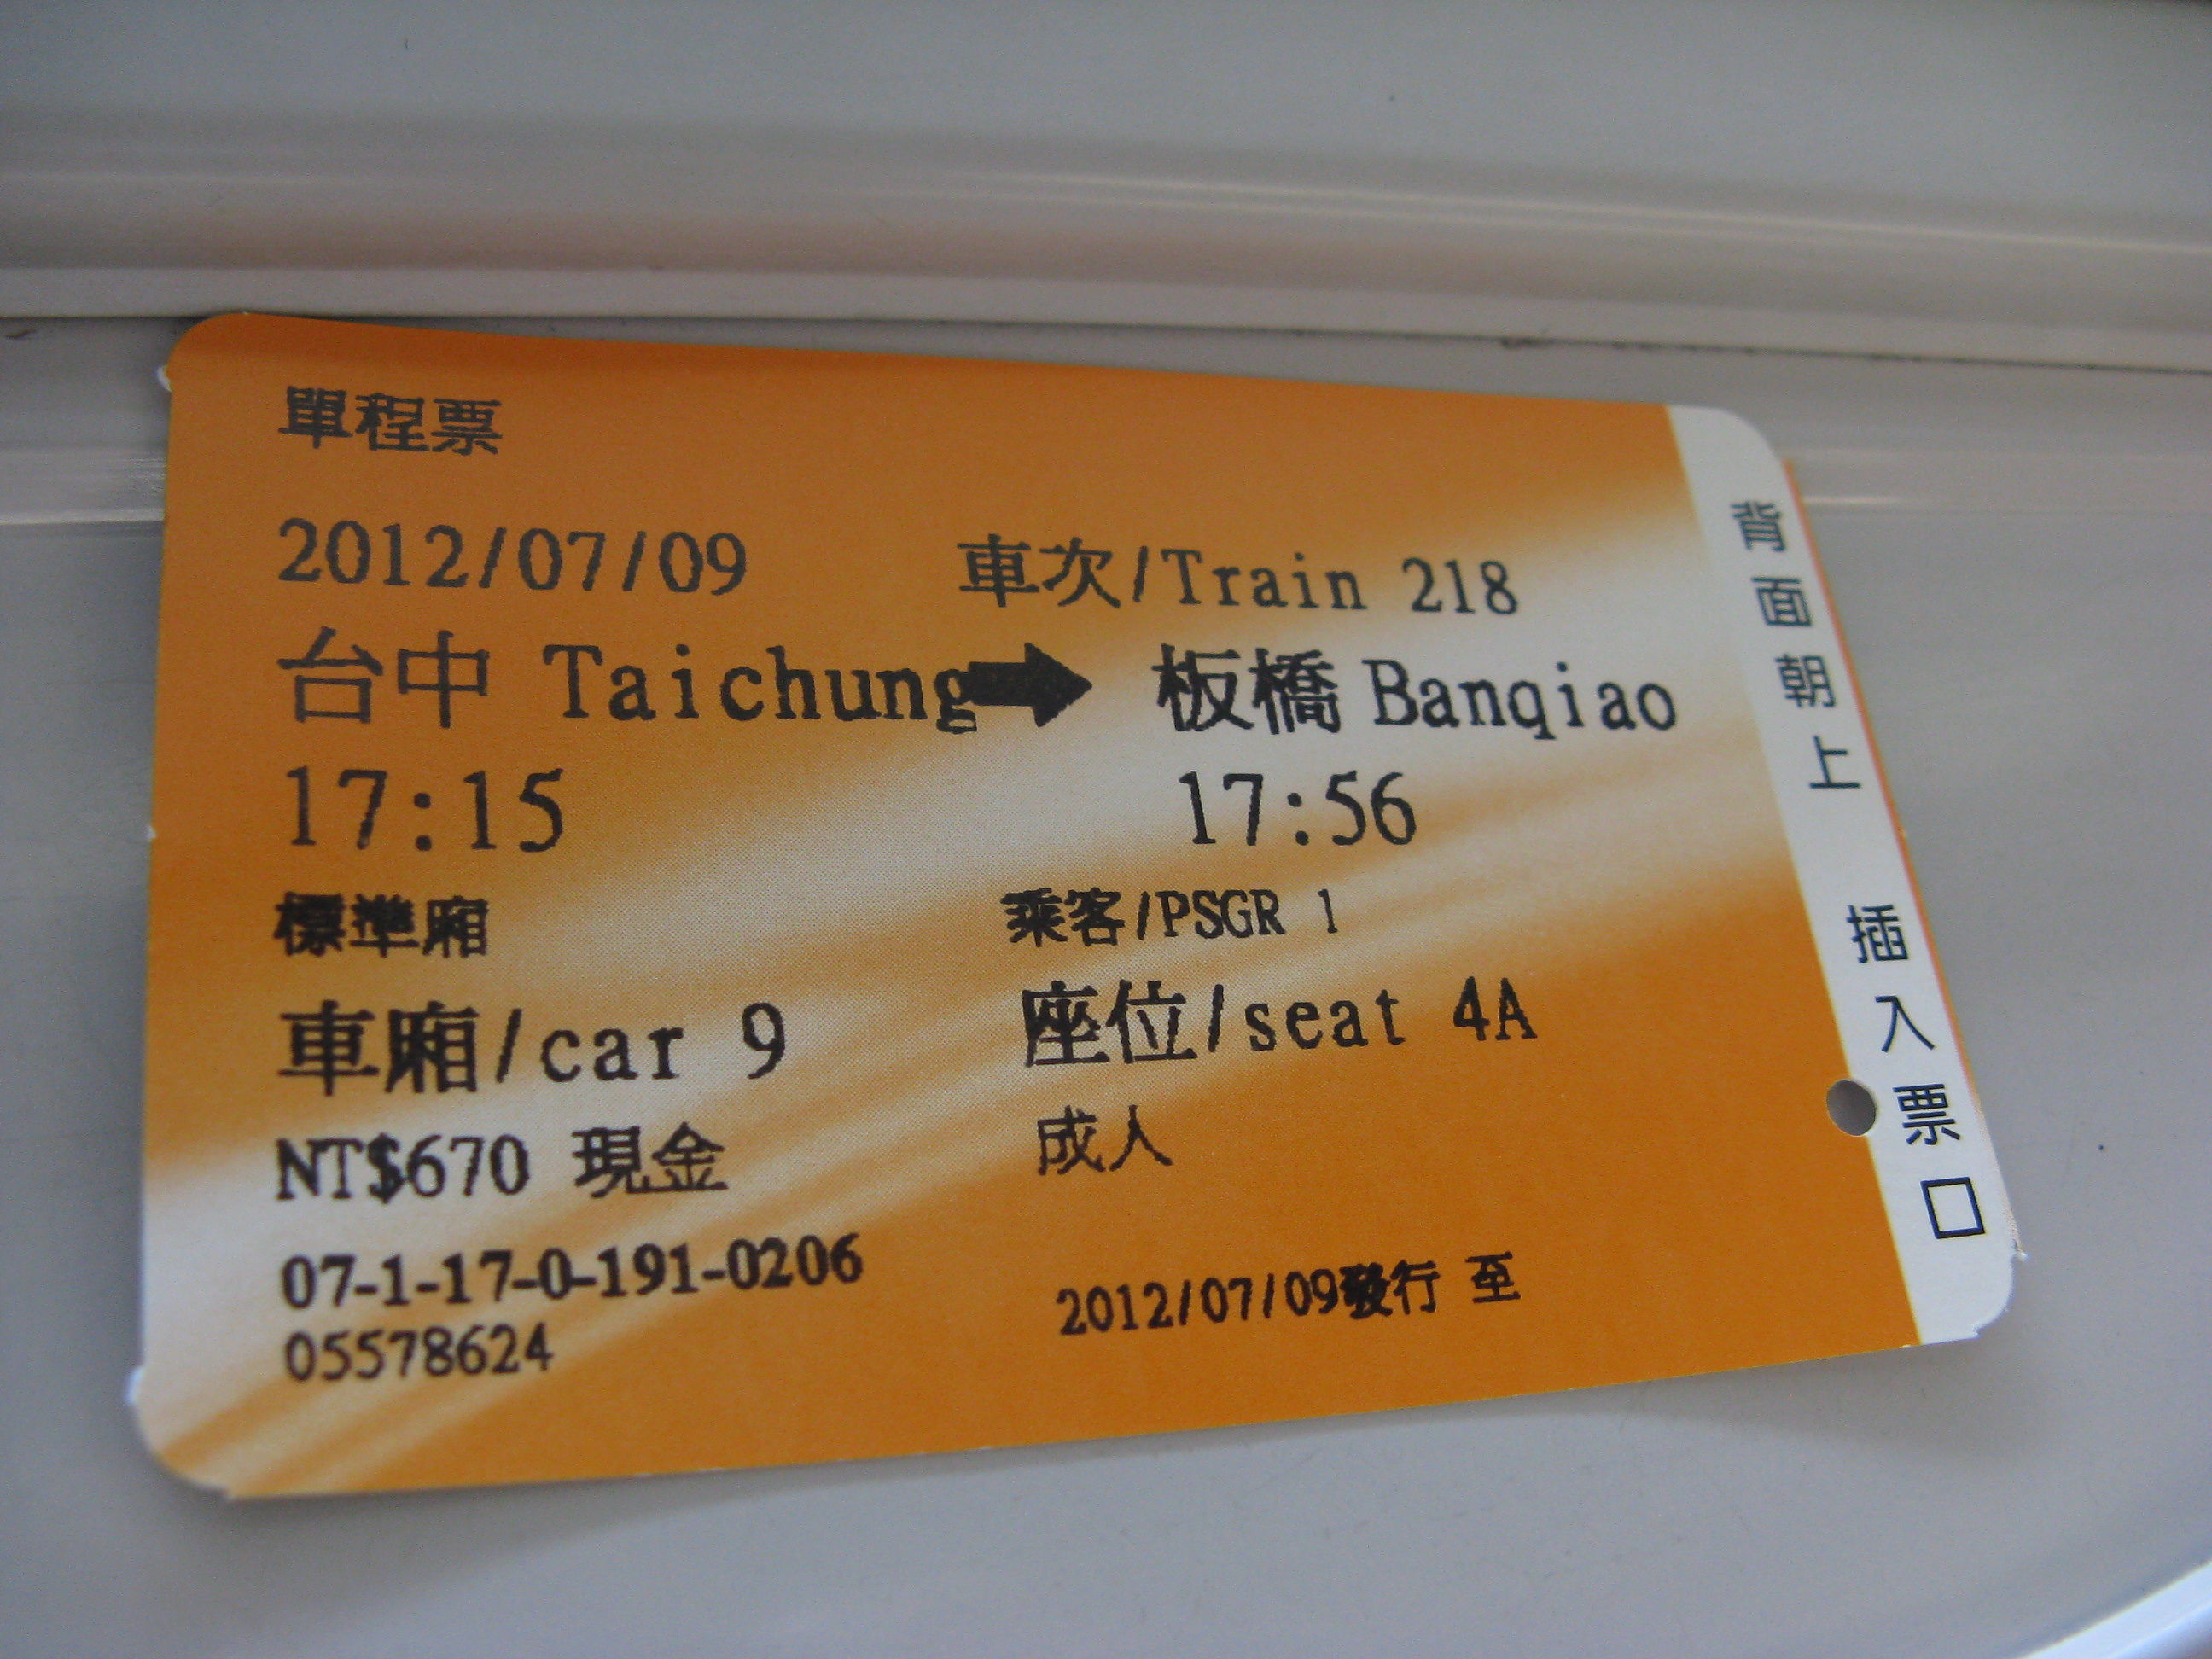 單程票
2012/07/09 車次/Train 218
台中 Taichung➡板橋 Banqiao
17:15 17:56
標準廂 乘客/PSGR 1
車廂/car 9 座位/seat 4A
NT$670 現金 成人
07-1-17-0-191-0206
05578624 2012/07/09發行 至
背面朝上 插入票口